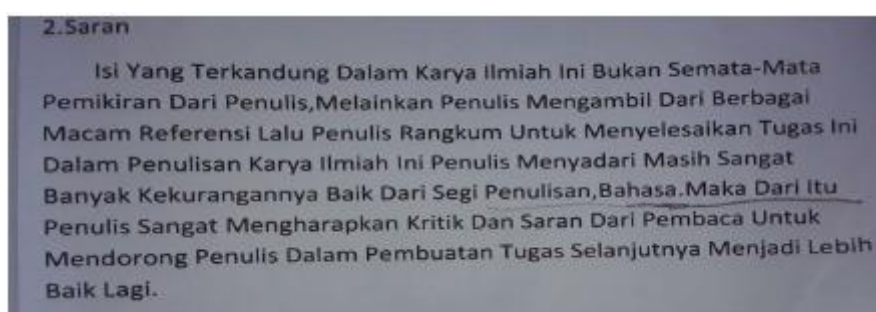 2.Saran
Isi Yang Terkandung Dalam Karya Ilmiah Ini Bukan Semata-Mata
Pemikiran Dari Penulis,Melainkan Penulis Mengambil Dari Berbagai
Macam Referensi Lalu Penulis Rangkum Untuk Menyelesaikan Tugas Ini
Dalam Penulisan Karya Ilmiah Ini Penulis Menyadari Masih Sangat
Banyak Kekurangannya Baik Dari Segi Penulisan,Bahasa.Maka Dari Itu
Penulis Sangat Mengharapkan Kritik Dan Saran Dari Pembaca Untuk
Mendorong Penulis Dalam Pembuatan Tugas Selanjutnya Menjadi Lebih
Baik Lagi.